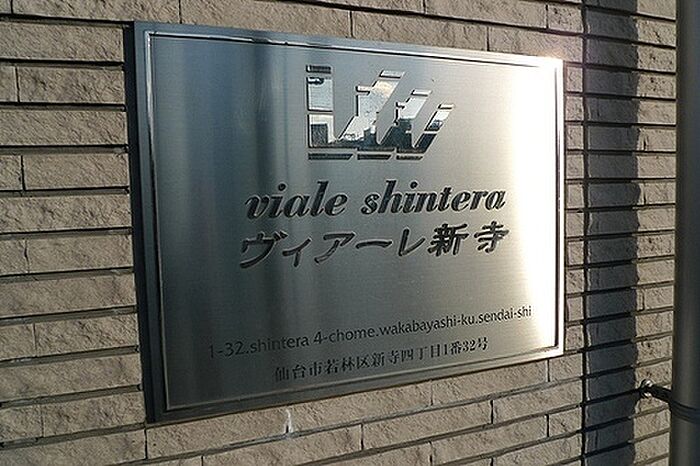 viale shintera
ヴィアーレ新寺
1-32.shintera 4-chome.wakabayashi-ku.sendai-shi
仙台市若林区新寺四丁目1番32号